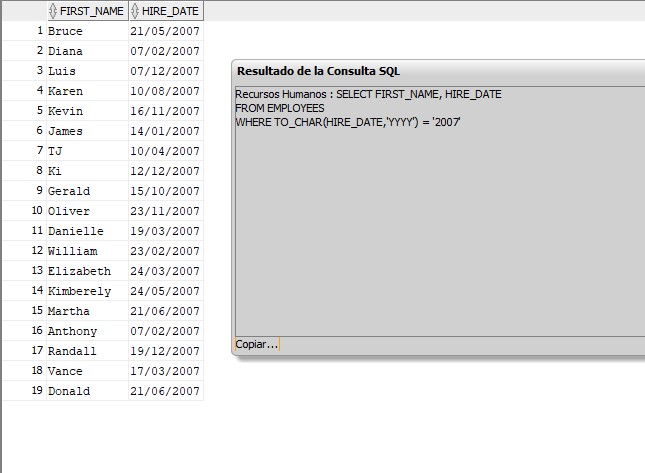 FIRST_NAME HIRE_DATE
1 Bruce 21/05/2007
2 Diana 07/02/2007
3 Luis 07/12/2007
4 Karen 10/08/2007
5 Kevin 16/11/2007
6 James 14/01/2007
7 TJ 10/04/2007
8 Ki 12/12/2007
9 Gerald 15/10/2007
10 Oliver 23/11/2007
11 Danielle 19/03/2007
12 William 23/02/2007
13 Elizabeth 24/03/2007
14 Kimberely 24/05/2007
15 Martha 21/06/2007
16 Anthony 07/02/2007
17 Randall 19/12/2007
18 Vance 17/03/2007
19 Donald 21/06/2007
Resultado de la Consulta SQL
Recursos Humanos : SELECT FIRST_NAME, HIRE_DATE
FROM EMPLOYEES
WHERE TO_CHAR(HIRE_DATE,'YYYY') = '2007'
Copiar...